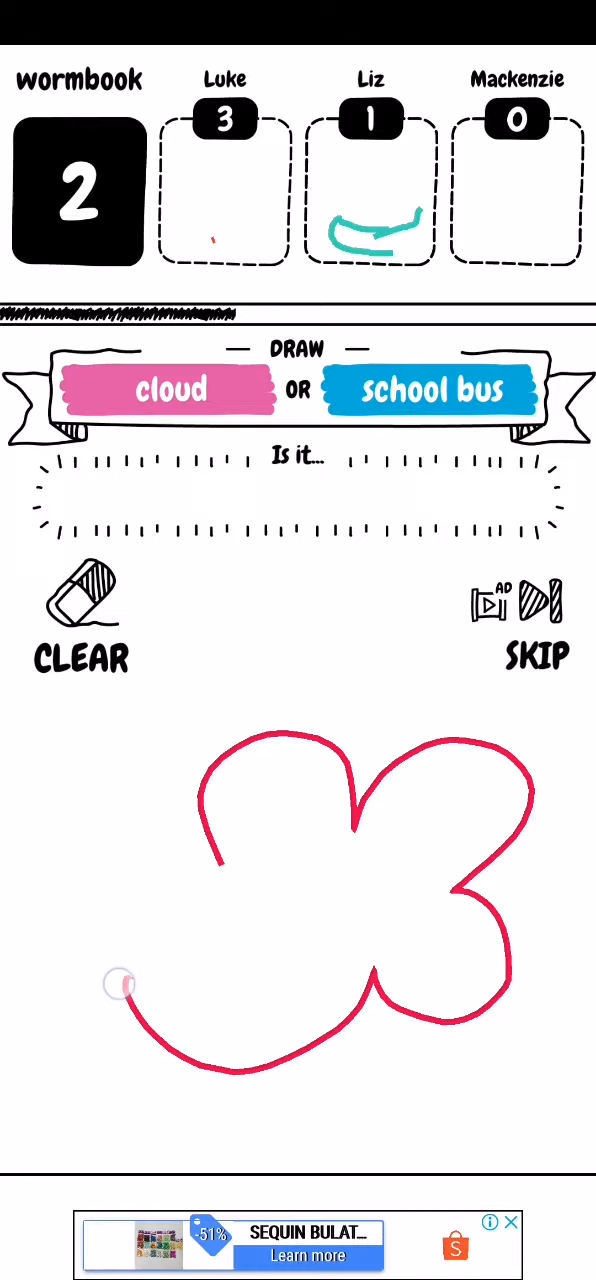 wormbook Luke Liz Mackenzie
2 3 1 0
DRAW
cloud OR school bus
Is it...
AD
CLEAR SKIP
-51% SEQUIN BULAT...
Learn more
S